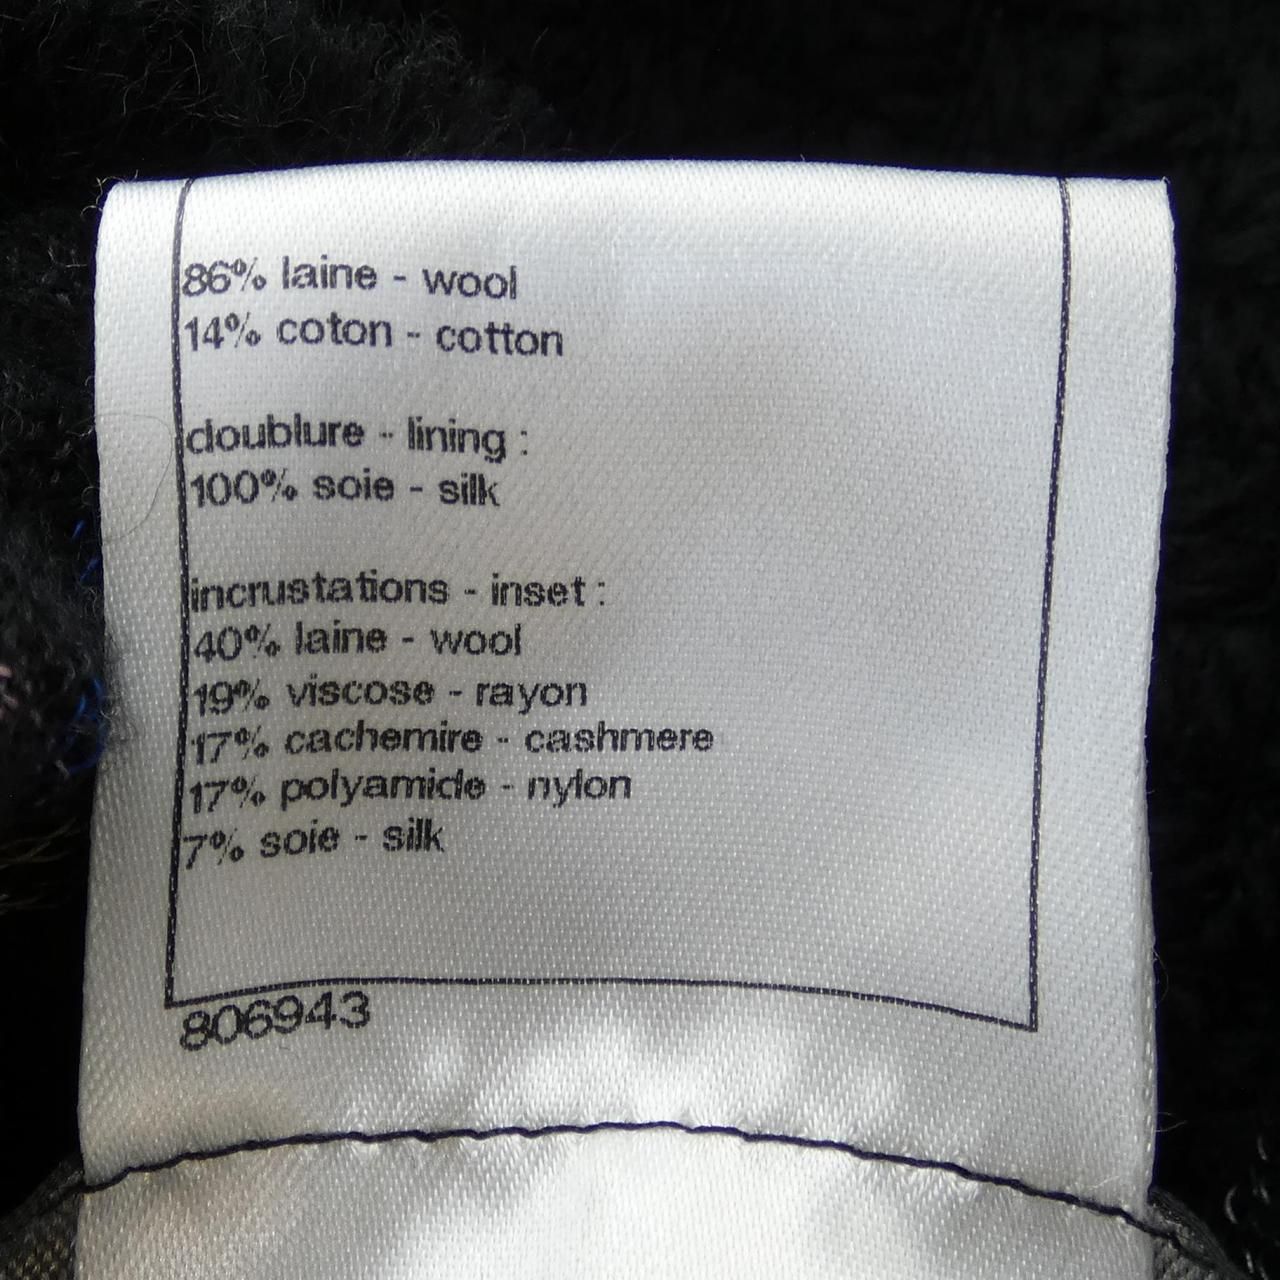 86% laine - wool
14% coton - cotton
doublure - lining :
100% soie - silk
incrustations - inset :
40% laine - wool
19% viscose - rayon
17% cachemire - cashmere
17% polyamide - nylon
7% soie - silk
806943